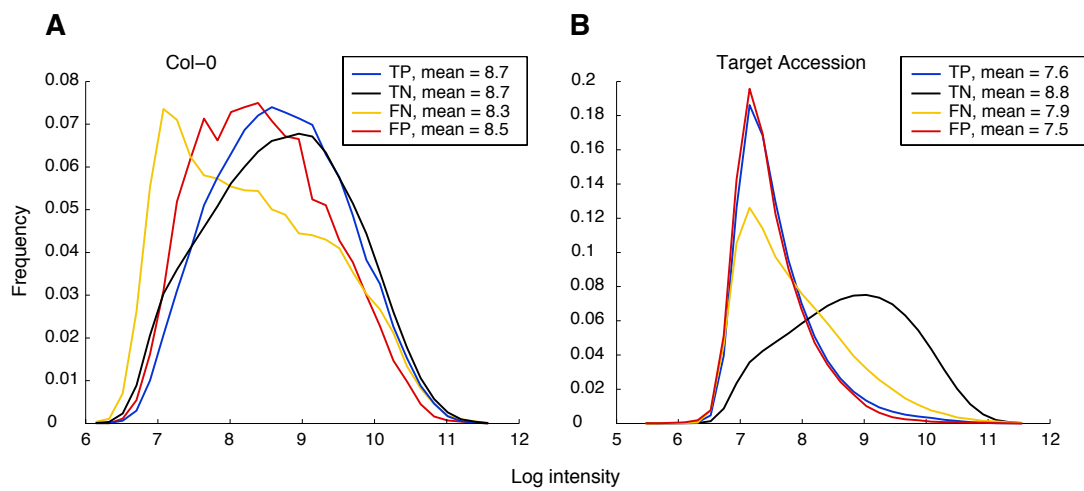 A
Col-0
TP, mean = 8.7
TN, mean = 8.7
FN, mean = 8.3
FP, mean = 8.5
0.08
0.07
0.06
0.05
0.04
0.03
0.02
0.01
0
6 7 8 9 10 11 12
Frequency
B
Target Accession
TP, mean = 7.6
TN, mean = 8.8
FN, mean = 7.9
FP, mean = 7.5
0.2
0.18
0.16
0.14
0.12
0.1
0.08
0.06
0.04
0.02
0
5 6 7 8 9 10 11 12
Log intensity